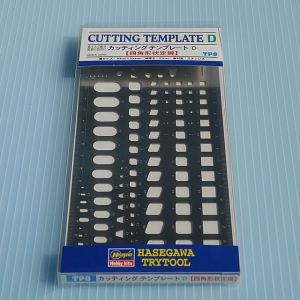 CUTTING TEMPLATE D
カッティング テンプレート D
【四角形状定規】
TP8
Hasegawa
Hobby kits
HASEGAWA
TRYTOOL
TP8 カッティング テンプレート D 【四角形状定規】